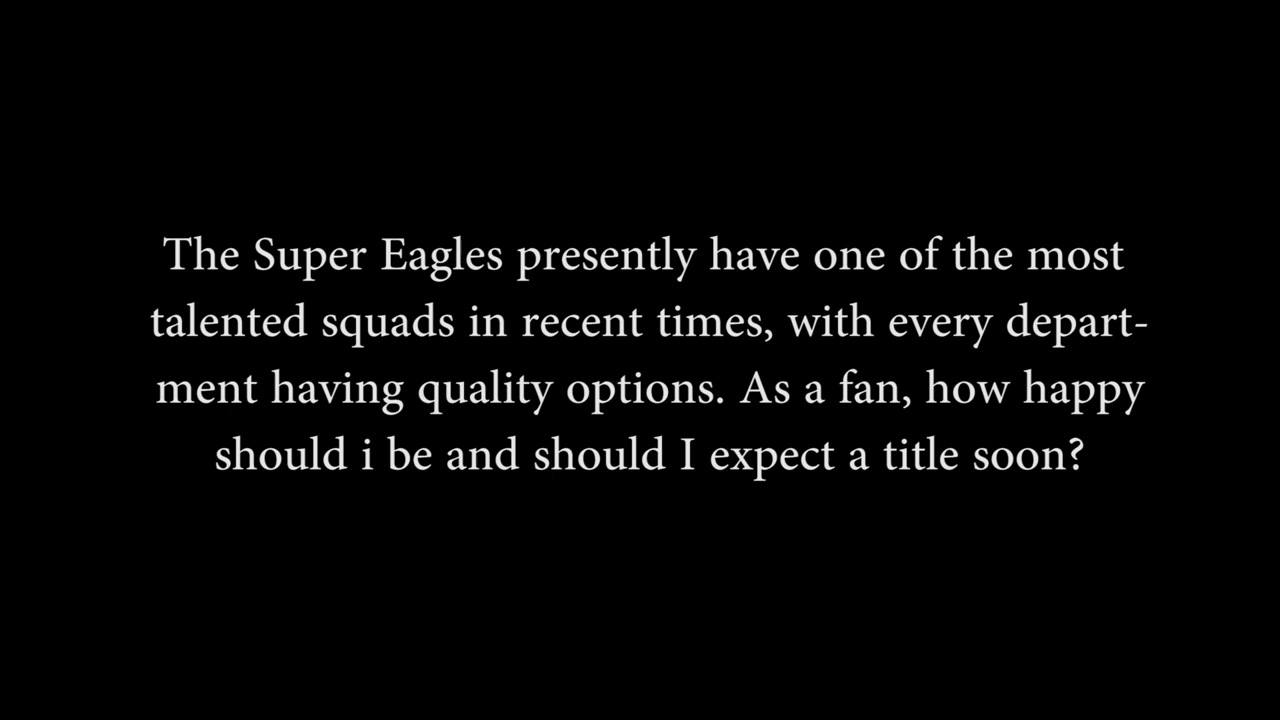 The Super Eagles presently have one of the most
talented squads in recent times, with every depart-
ment having quality options. As a fan, how happy
should i be and should I expect a title soon?